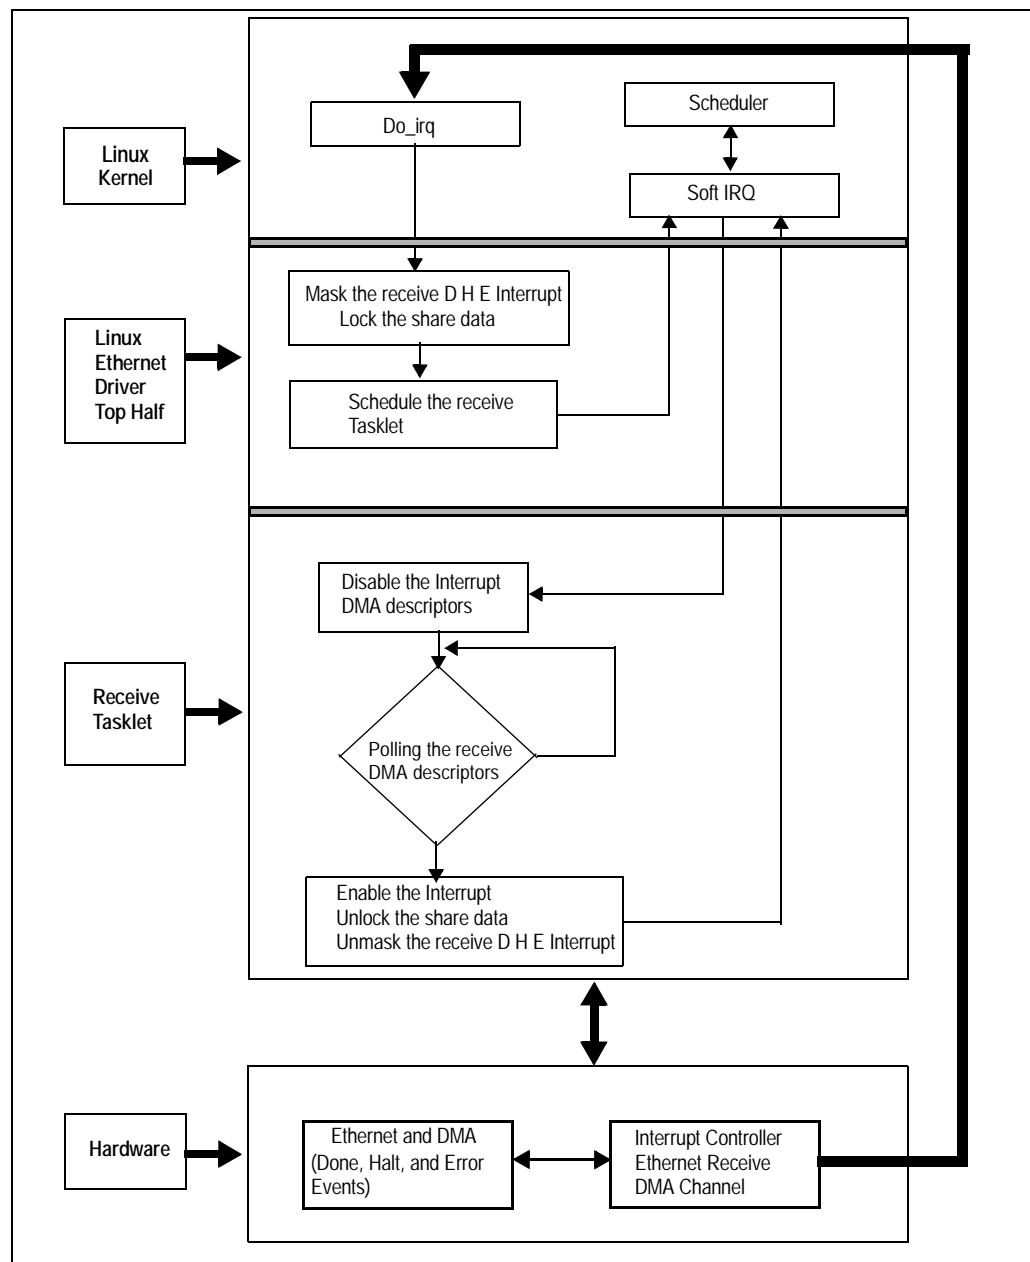 Do_irq
Scheduler
Linux
Kernel
Soft IRQ
Mask the receive D H E Interrupt
Lock the share data
Linux
Ethernet
Driver
Top Half
Schedule the receive
Tasklet
Disable the Interrupt
DMA descriptors
Receive
Tasklet
Polling the receive
DMA descriptors
Enable the Interrupt
Unlock the share data
Unmask the receive D H E Interrupt
Hardware
Ethernet and DMA
(Done, Halt, and Error
Events)
Interrupt Controller
Ethernet Receive
DMA Channel